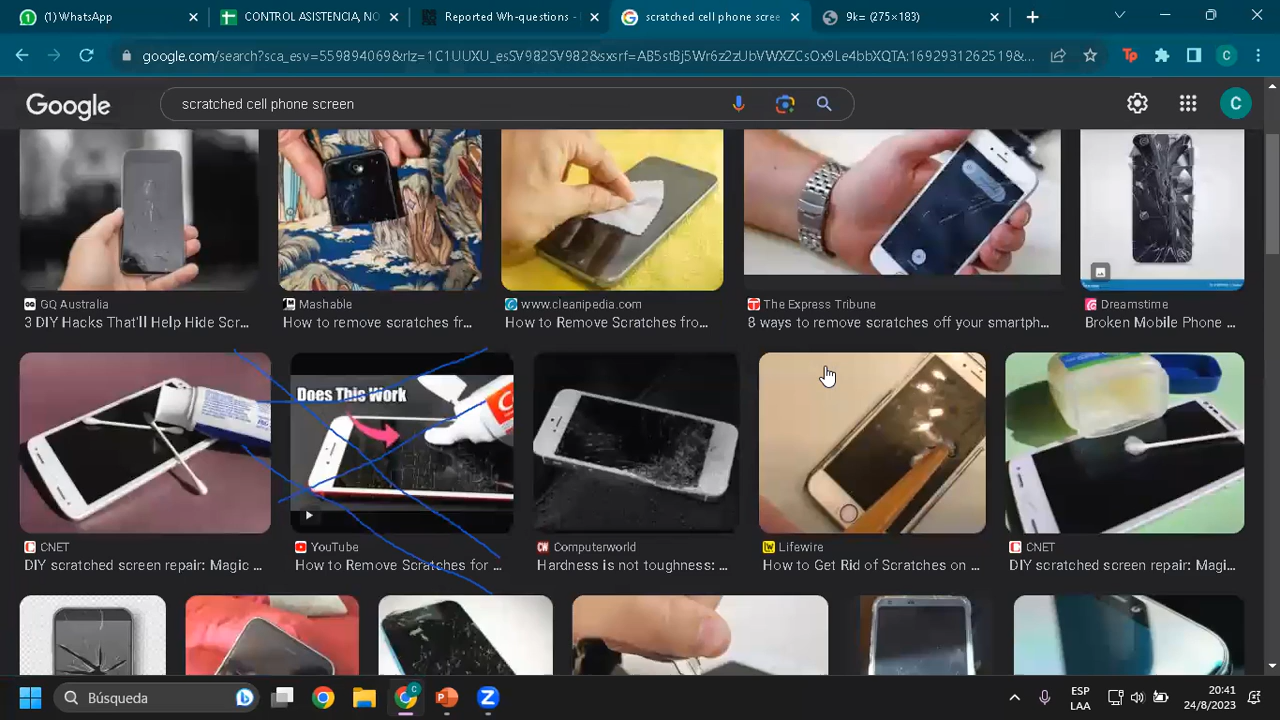 (1) WhatsApp
CONTROL ASISTENCIA, NO
Reported Wh-questions -
scratched cell phone scree
9k= (275×183)
google.com/search?sca_esv=559894069&rlz=1C1UUXU_esSV982SV982&sxsrf=AB5stBj5Wr6z2zUbVWXZCsOx9Le4bbXQTA:1692931262519&...
C
Google
scratched cell phone screen
C
GQ Australia
3 DIY Hacks That'll Help Hide Scr...
Mashable
How to remove scratches fr...
www.cleanipedia.com
How to Remove Scratches fro...
The Express Tribune
8 ways to remove scratches off your smartph...
Dreamstime
Broken Mobile Phone ...
Does This Work
CNET
DIY scratched screen repair: Magic ...
YouTube
How to Remove Scratches for ...
Computerworld
Hardness is not toughness: ...
Lifewire
How to Get Rid of Scratches on ...
CNET
DIY scratched screen repair: Magi...
Búsqueda
ESP
LAA
20:41
24/8/2023